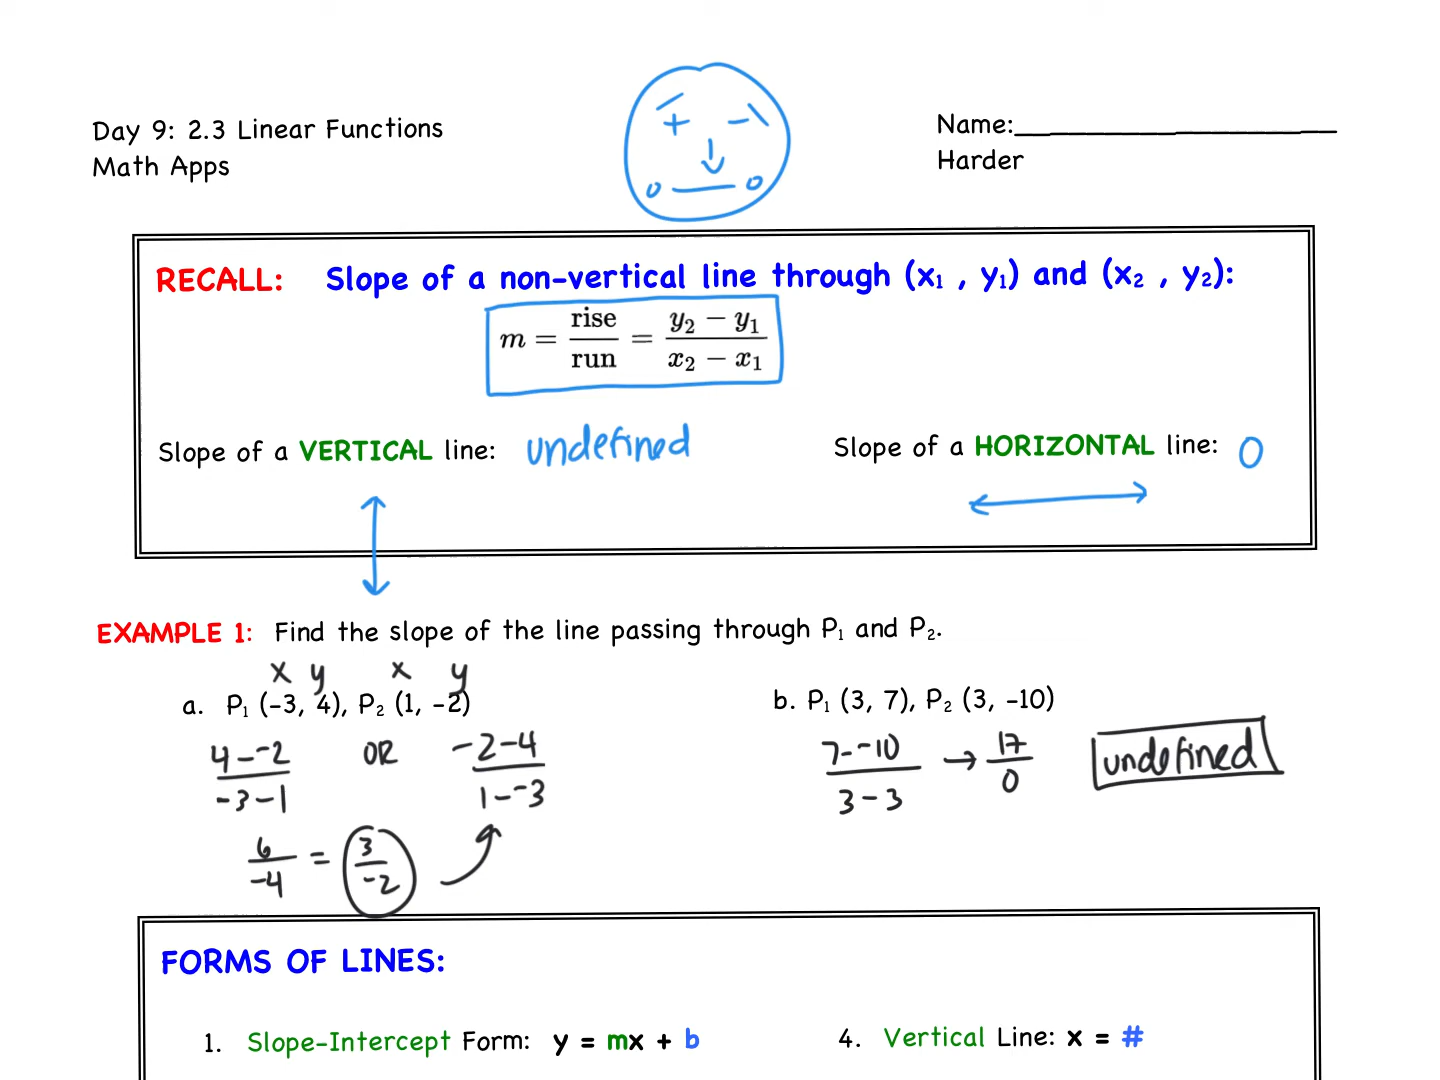 Day 9: 2.3 Linear Functions
Math Apps
Name:
Harder
+ -
0 0
RECALL: Slope of a non-vertical line through (x₁ , y₁) and (x₂ , y₂):
m = rise/run = (y₂ − y₁)/(x₂ − x₁)
Slope of a VERTICAL line: undefined
Slope of a HORIZONTAL line: 0
EXAMPLE 1: Find the slope of the line passing through P₁ and P₂.
x y x y
a. P₁ (-3, 4), P₂ (1, -2)
(4--2)/(-3-1) OR (-2-4)/(1--3)
6/-4 = 3/-2
b. P₁ (3, 7), P₂ (3, -10)
(7--10)/(3-3) → 17/0 undefined
FORMS OF LINES:
1. Slope-Intercept Form: y = mx + b
4. Vertical Line: x = #